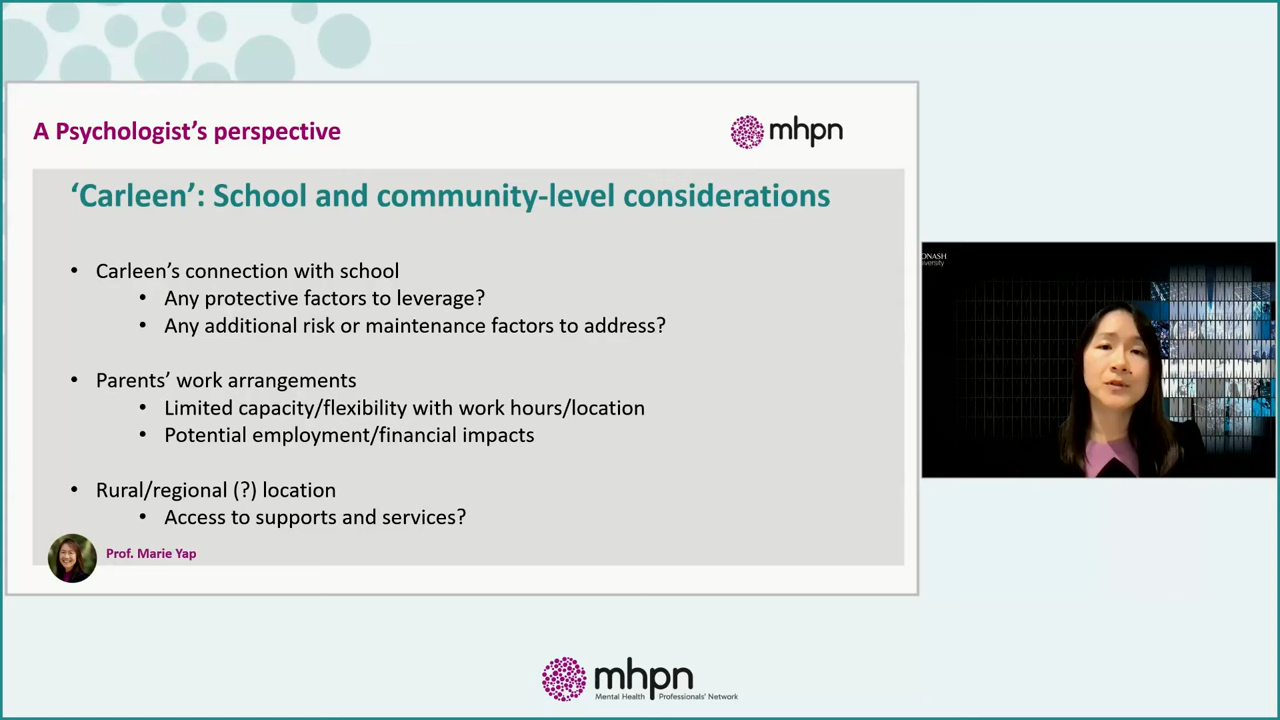 A Psychologist's perspective
mhpn
‘Carleen’: School and community-level considerations
• Carleen’s connection with school
• Any protective factors to leverage?
• Any additional risk or maintenance factors to address?
• Parents’ work arrangements
• Limited capacity/flexibility with work hours/location
• Potential employment/financial impacts
• Rural/regional (?) location
• Access to supports and services?
Prof. Marie Yap
ONASH
iversity
mhpn
Mental Health Professionals' Network